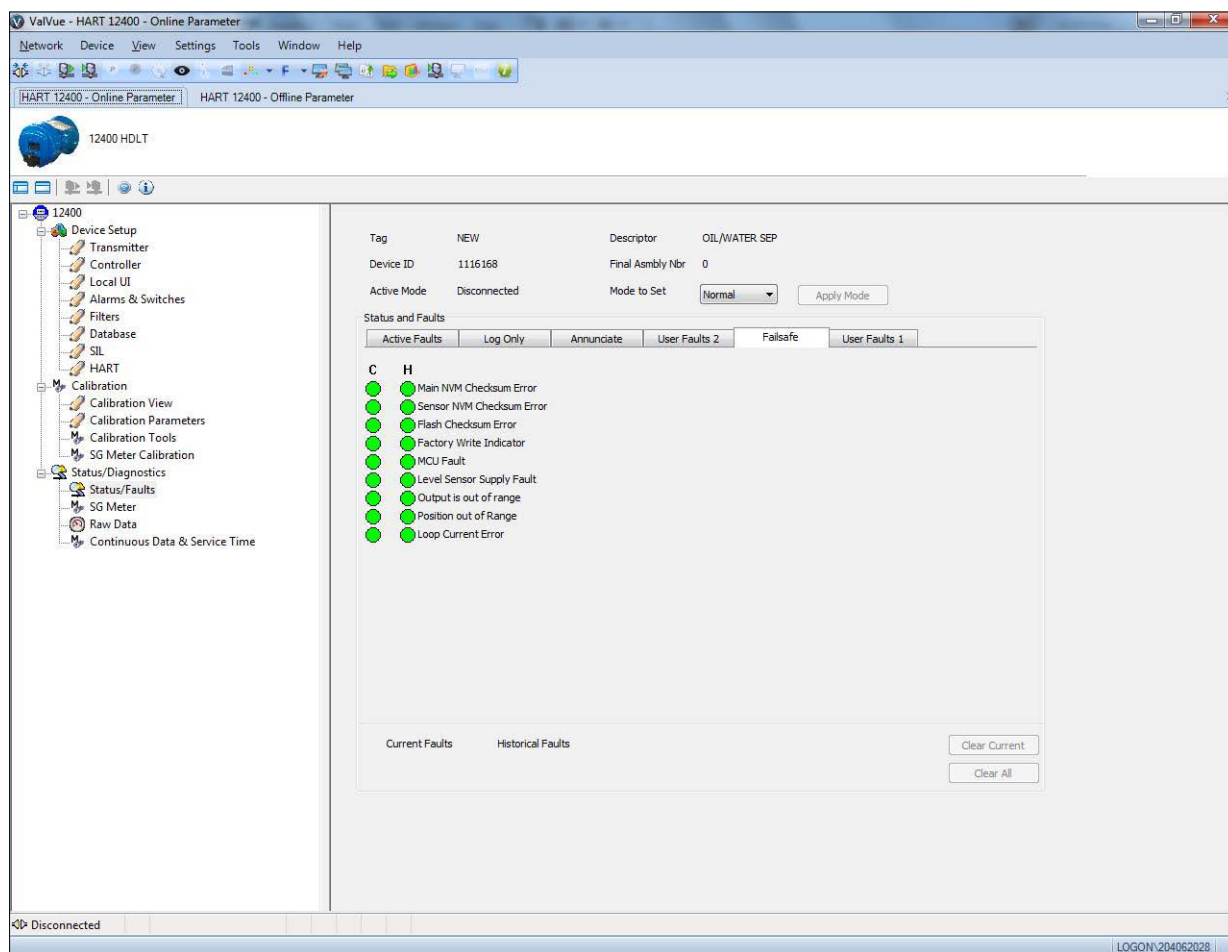 ValVue - HART 12400 - Online Parameter
Network Device View Settings Tools Window Help
F
HART 12400 - Online Parameter HART 12400 - Offline Parameter
12400 HDLT
12400
Device Setup
Transmitter
Controller
Local UI
Alarms & Switches
Filters
Database
SIL
HART
Calibration
Calibration View
Calibration Parameters
Calibration Tools
SG Meter Calibration
Status/Diagnostics
Status/Faults
SG Meter
Raw Data
Continuous Data & Service Time
Tag NEW Descriptor OIL/WATER SEP
Device ID 1116168 Final Asmbly Nbr 0
Active Mode Disconnected Mode to Set Normal Apply Mode
Status and Faults
Active Faults Log Only Annunciate User Faults 2 Failsafe User Faults 1
C H
Main NVM Checksum Error
Sensor NVM Checksum Error
Flash Checksum Error
Factory Write Indicator
MCU Fault
Level Sensor Supply Fault
Output is out of range
Position out of Range
Loop Current Error
Current Faults Historical Faults Clear Current
Clear All
Disconnected
LOGON\204062028